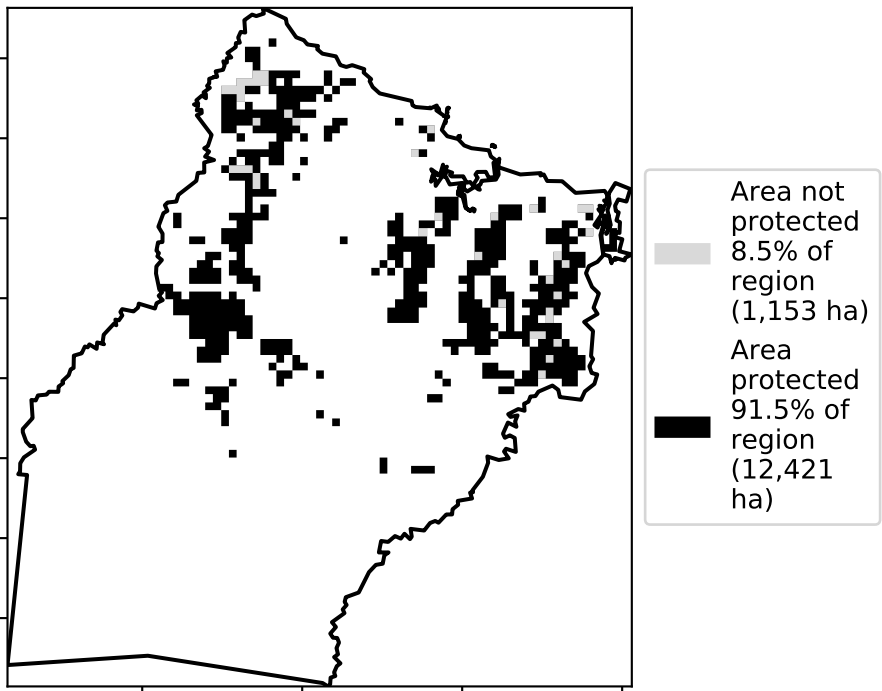 Area not
protected
8.5% of
region
(1,153 ha)
Area
protected
91.5% of
region
(12,421
ha)